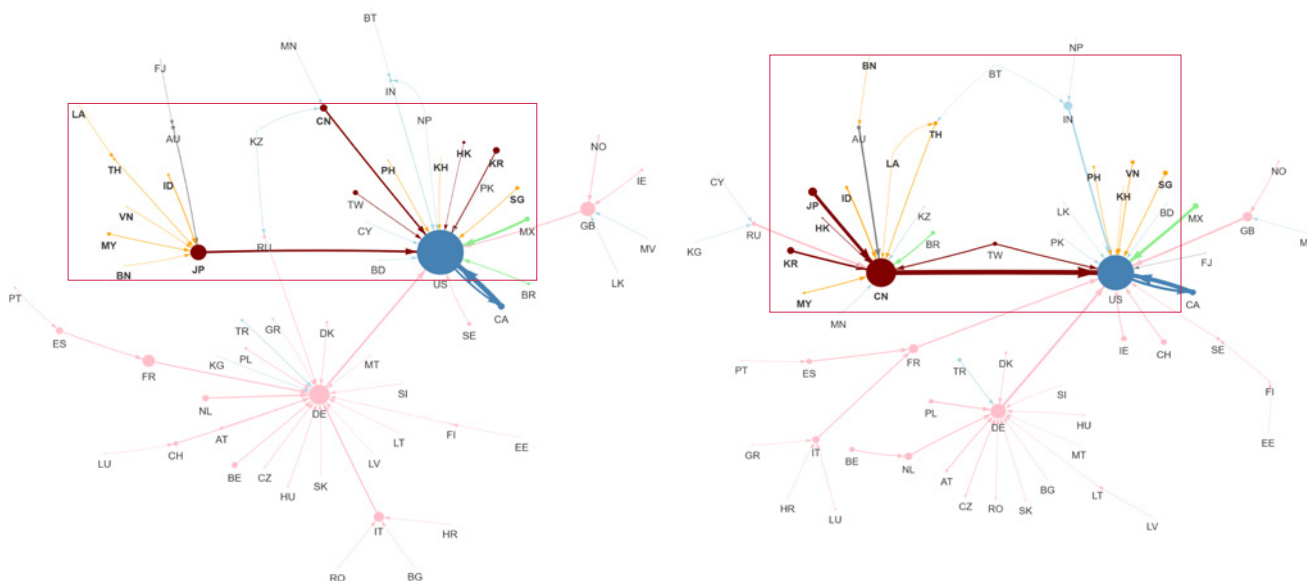 BT
MN
FJ
IN
LA
CN
NP
AU
KZ
HK
KR
NO
TH
ID
PH
KH
PK
IE
VN
TW
SG
MX
GB
MY
CY
RU
JP
BD
MV
BN
US
LK
BR
CA
PT
SE
ES
TR
GR
DK
FR
KG
PL
MT
NL
DE
SI
AT
LT
FI
EE
LU
CH
BE
CZ
LV
HU
SK
IT
HR
RO
BG
NP
BN
BT
IN
AU
TH
LA
PH
VN
SG
NO
CY
JP
ID
KH
HK
KZ
LK
BD
MX
GB
RU
BR
PK
KG
KR
TW
FJ
M
MY
CN
US
CA
MN
IE
CH
SE
PT
ES
FR
DK
TR
FI
PL
SI
DE
HU
EE
GR
IT
BE
NL
MT
AT
BG
LT
HR
LU
CZ
RO
SK
LV